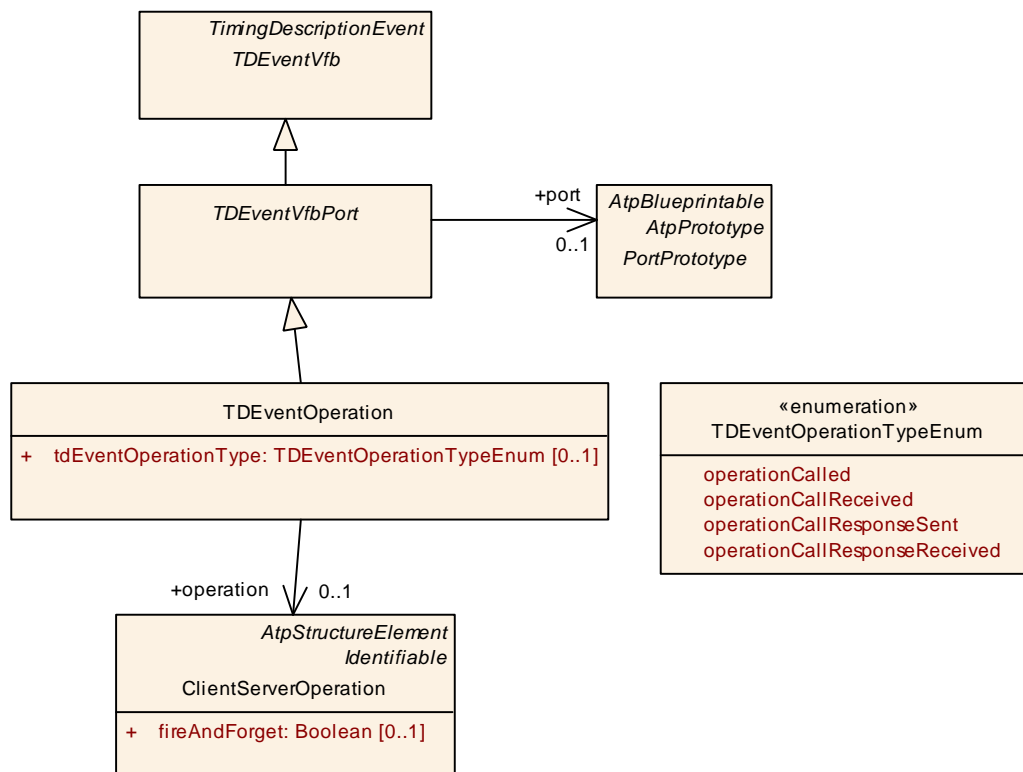 TimingDescriptionEvent
TDEventVfb
TDEventVfbPort
+port
0..1
AtpBlueprintable
AtpPrototype
PortPrototype
TDEventOperation
+ tdEventOperationType: TDEventOperationTypeEnum [0..1]
«enumeration»
TDEventOperationTypeEnum
operationCalled
operationCallReceived
operationCallResponseSent
operationCallResponseReceived
+operation
0..1
AtpStructureElement
Identifiable
ClientServerOperation
+ fireAndForget: Boolean [0..1]